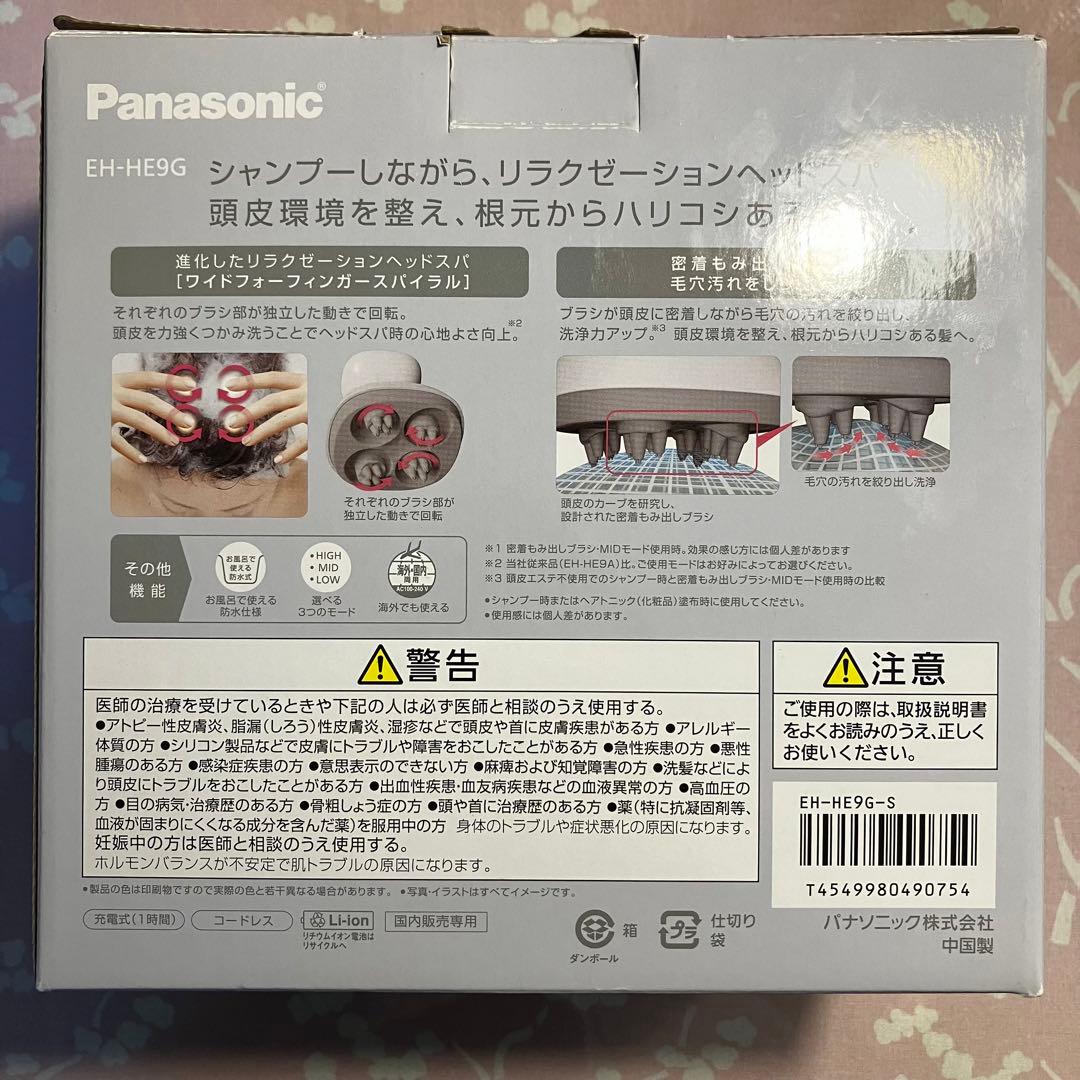 Panasonic®
EH-HE9G
シャンプーしながら、リラクゼーションヘッドスパ
頭皮環境を整え、根元からハリコシある
進化したリラクゼーションヘッドスパ
[ワイドフォーフィンガースパイラル]
それぞれのブラシ部が独立した動きで回転。
頭皮を力強くつかみ洗うことでヘッドスパ時の心地よさ向上。※2
それぞれのブラシ部が
独立した動きで回転
密着もみ出
毛穴汚れを
ブラシが頭皮に密着しながら毛穴の汚れを絞り出し、
洗浄力アップ。※3 頭皮環境を整え、根元からハリコシある髪へ。
頭皮のカーブを研究し、
設計された密着もみ出しブラシ
毛穴の汚れを絞り出し洗浄
その他
機能
お風呂で
使える
防水式
お風呂で使える
防水仕様
•HIGH
•MID
•LOW
選べる
3つのモード
海外・国内
両用
AC100-240 V
海外でも使える
※1 密着もみ出しブラシ・MIDモード使用時。効果の感じ方には個人差があります
※2 当社従来品(EH-HE9A)比。ご使用モードはお好みによってお選びください。
※3 頭皮エステ不使用でのシャンプー時と密着もみ出しブラシ・MIDモード使用時の比較
•シャンプー時またはヘアトニック(化粧品)塗布時に使用してください。
•使用感には個人差があります。
警告
医師の治療を受けているときや下記の人は必ず医師と相談のうえ使用する。
●アトピー性皮膚炎、脂漏(しろう)性皮膚炎、湿疹などで頭皮や首に皮膚疾患がある方 ●アレルギー
体質の方 ●シリコン製品などで皮膚にトラブルや障害をおこしたことがある方 ●急性疾患の方 ●悪性
腫瘍のある方 ●感染症疾患の方 ●意思表示のできない方 ●麻痺および知覚障害の方 ●洗髪などによ
り頭皮にトラブルをおこしたことがある方 ●出血性疾患・血友病疾患などの血液異常の方 ●高血圧の
方 ●目の病気・治療歴のある方 ●骨粗しょう症の方 ●頭や首に治療歴のある方 ●薬(特に抗凝固剤等、
血液が固まりにくくなる成分を含んだ薬)を服用中の方 身体のトラブルや症状悪化の原因になります。
妊娠中の方は医師と相談のうえ使用する。
ホルモンバランスが不安定で肌トラブルの原因になります。
注意
ご使用の際は、取扱説明書
をよくお読みのうえ、正しく
お使いください。
EH-HE9G-S
T4549980490754
•製品の色は印刷物ですので実際の色と若干異なる場合があります。 •写真・イラストはすべてイメージです。
充電式(1時間)
コードレス
Li-ion
リチウムイオン電池は
リサイクルへ
国内販売専用
箱
ダンボール
プラ
仕切り
袋
パナソニック株式会社
中国製